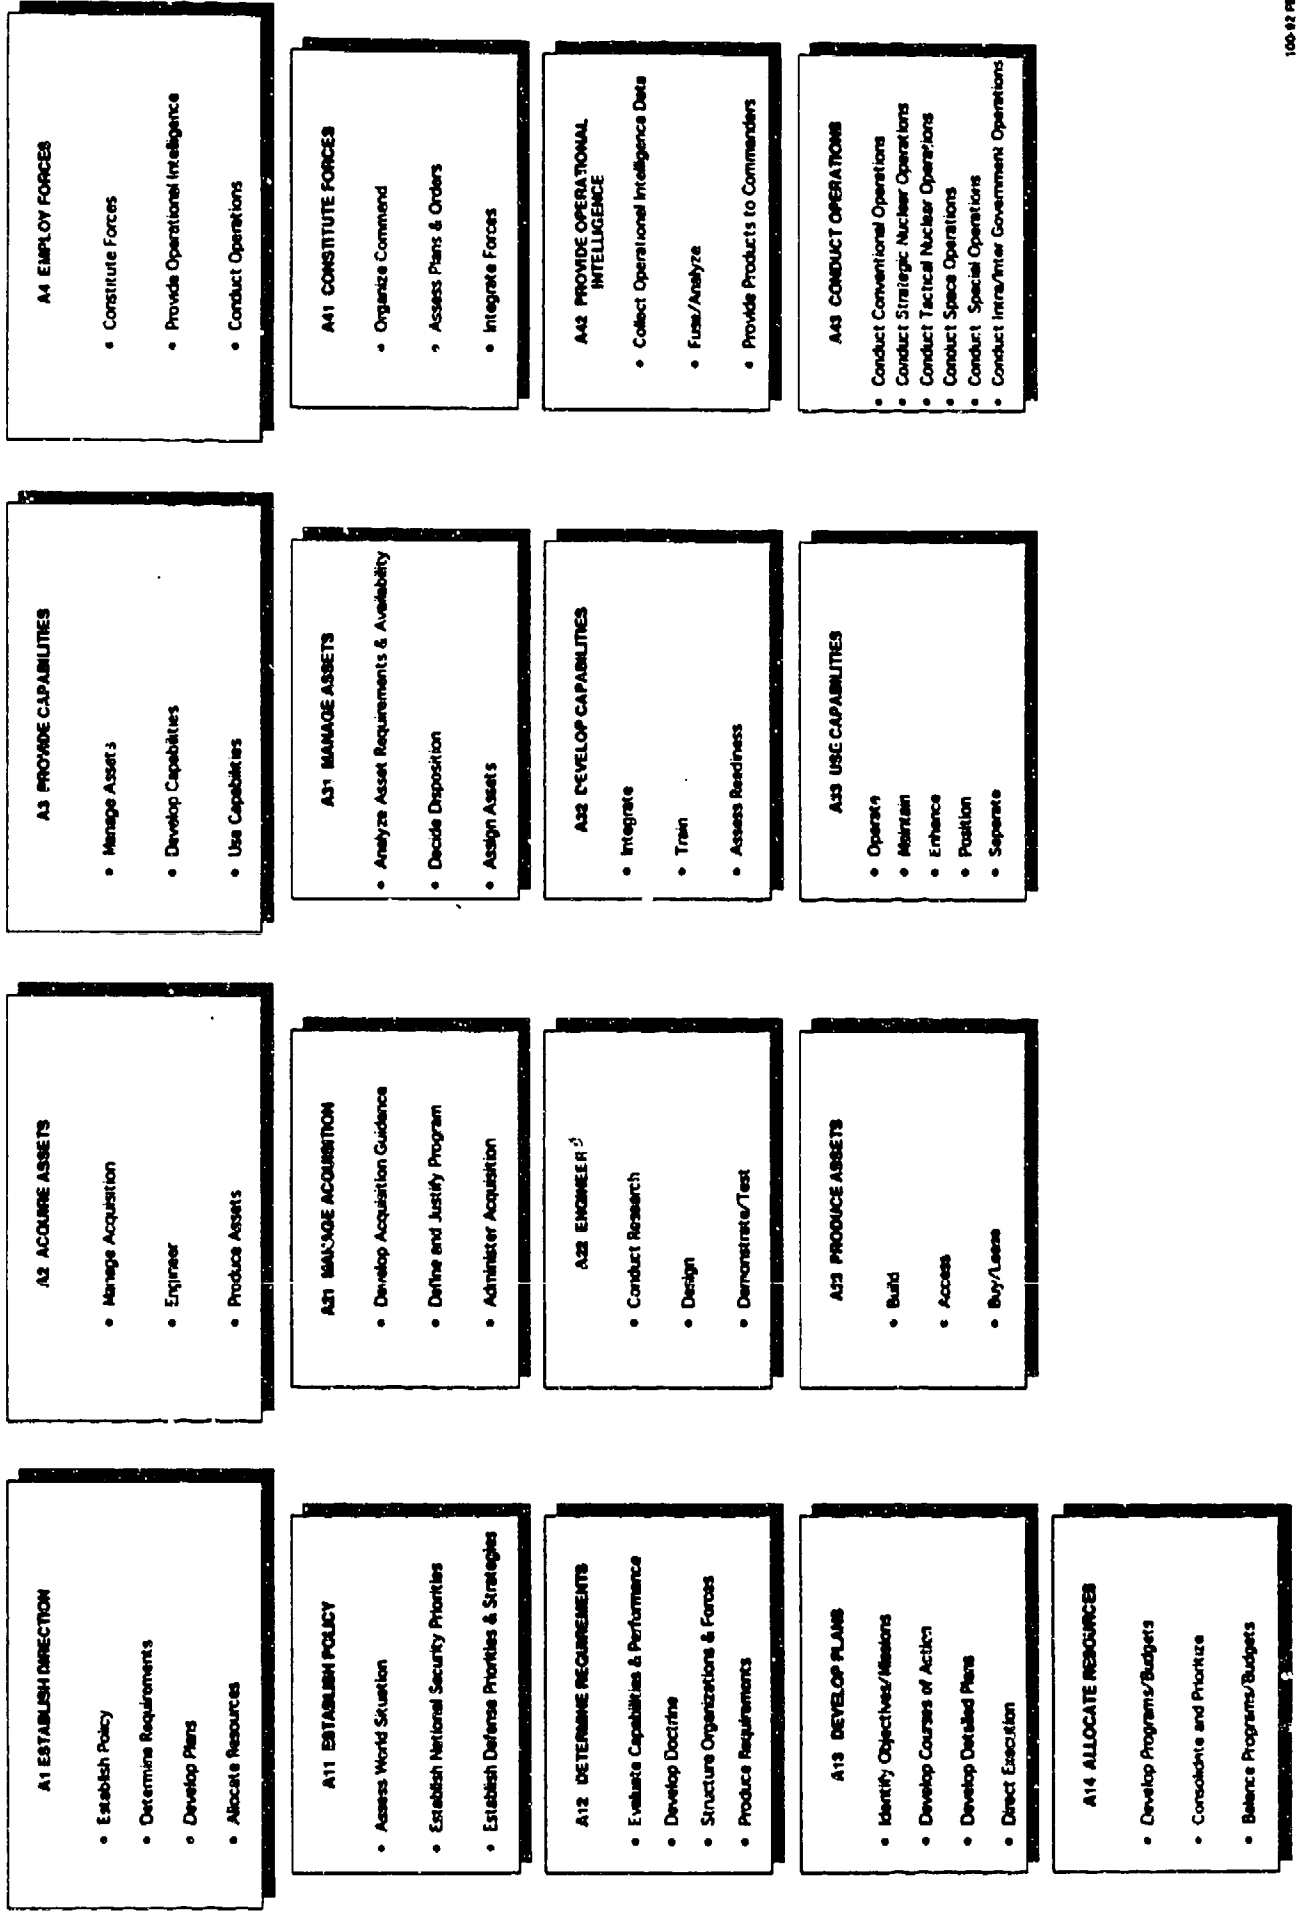 A1 ESTABLISH DIRECTION
• Establish Policy
• Determine Requirements
• Develop Plans
• Allocate Resources
A11 ESTABLISH POLICY
• Assess World Situation
• Establish National Security Priorities
• Establish Defense Priorities & Strategies
A12 DETERMINE REQUIREMENTS
• Evaluate Capabilities & Performance
• Develop Doctrine
• Structure Organizations & Forces
• Produce Requirements
A13 DEVELOP PLANS
• Identify Objectives/Missions
• Develop Courses of Action
• Develop Detailed Plans
• Direct Execution
A14 ALLOCATE RESOURCES
• Develop Programs/Budgets
• Consolidate and Prioritize
• Balance Programs/Budgets
A2 ACQUIRE ASSETS
• Manage Acquisition
• Engineer
• Produce Assets
A21 MANAGE ACQUISITION
• Develop Acquisition Guidance
• Define and Justify Program
• Administer Acquisition
A22 ENGINEER
• Conduct Research
• Design
• Demonstrate/Test
A23 PRODUCE ASSETS
• Build
• Access
• Buy/Lease
A3 PROVIDE CAPABILITIES
• Manage Assets
• Develop Capabilities
• Use Capabilities
A31 MANAGE ASSETS
• Analyze Asset Requirements & Availability
• Decide Disposition
• Assign Assets
A32 DEVELOP CAPABILITIES
• Integrate
• Train
• Assess Readiness
A33 USE CAPABILITIES
• Operate
• Maintain
• Enhance
• Position
• Separate
A4 EMPLOY FORCES
• Constitute Forces
• Provide Operational Intelligence
• Conduct Operations
A41 CONSTITUTE FORCES
• Organize Command
• Assess Plans & Orders
• Integrate Forces
A42 PROVIDE OPERATIONAL
INTELLIGENCE
• Collect Operational Intelligence Data
• Fuse/Analyze
• Provide Products to Commanders
A43 CONDUCT OPERATIONS
• Conduct Conventional Operations
• Conduct Strategic Nuclear Operations
• Conduct Tactical Nuclear Operations
• Conduct Space Operations
• Conduct Special Operations
• Conduct Intra/Inter Government Operations
100-92